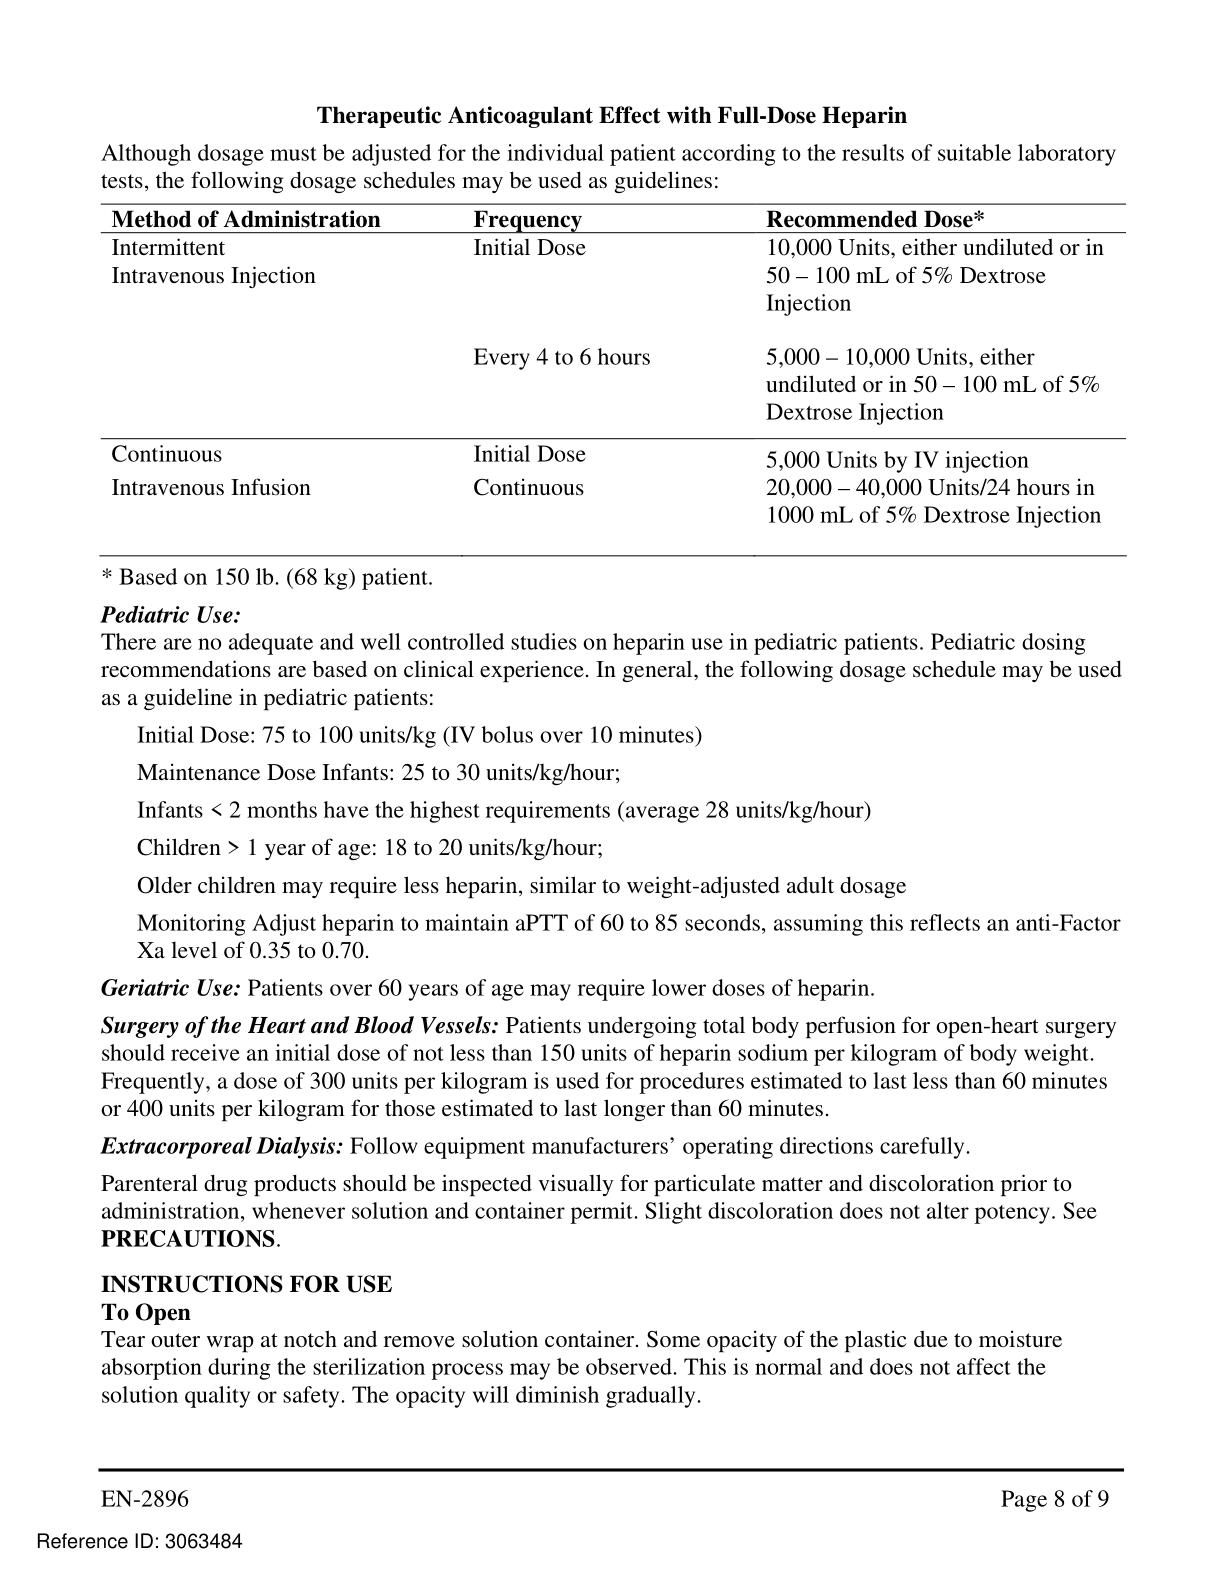 Therapeutic Anticoagulant Effect with Full-Dose Heparin
Although dosage must be adjusted for the individual patient according to the results of suitable laboratory
tests, the following dosage schedules may be used as guidelines:
Method of Administration Frequency Recommended Dose*
Intermittent Initial Dose 10,000 Units, either undiluted or in
Intravenous Injection 50 – 100 mL of 5% Dextrose
Injection
Every 4 to 6 hours 5,000 – 10,000 Units, either
undiluted or in 50 – 100 mL of 5%
Dextrose Injection
Continuous Initial Dose 5,000 Units by IV injection
Intravenous Infusion Continuous 20,000 – 40,000 Units/24 hours in
1000 mL of 5% Dextrose Injection
* Based on 150 lb. (68 kg) patient.
Pediatric Use:
There are no adequate and well controlled studies on heparin use in pediatric patients. Pediatric dosing
recommendations are based on clinical experience. In general, the following dosage schedule may be used
as a guideline in pediatric patients:
Initial Dose: 75 to 100 units/kg (IV bolus over 10 minutes)
Maintenance Dose Infants: 25 to 30 units/kg/hour;
Infants < 2 months have the highest requirements (average 28 units/kg/hour)
Children > 1 year of age: 18 to 20 units/kg/hour;
Older children may require less heparin, similar to weight-adjusted adult dosage
Monitoring Adjust heparin to maintain aPTT of 60 to 85 seconds, assuming this reflects an anti-Factor
Xa level of 0.35 to 0.70.
Geriatric Use: Patients over 60 years of age may require lower doses of heparin.
Surgery of the Heart and Blood Vessels: Patients undergoing total body perfusion for open-heart surgery
should receive an initial dose of not less than 150 units of heparin sodium per kilogram of body weight.
Frequently, a dose of 300 units per kilogram is used for procedures estimated to last less than 60 minutes
or 400 units per kilogram for those estimated to last longer than 60 minutes.
Extracorporeal Dialysis: Follow equipment manufacturers’ operating directions carefully.
Parenteral drug products should be inspected visually for particulate matter and discoloration prior to
administration, whenever solution and container permit. Slight discoloration does not alter potency. See
PRECAUTIONS.
INSTRUCTIONS FOR USE
To Open
Tear outer wrap at notch and remove solution container. Some opacity of the plastic due to moisture
absorption during the sterilization process may be observed. This is normal and does not affect the
solution quality or safety. The opacity will diminish gradually.
EN-2896 Page 8 of 9
Reference ID: 3063484